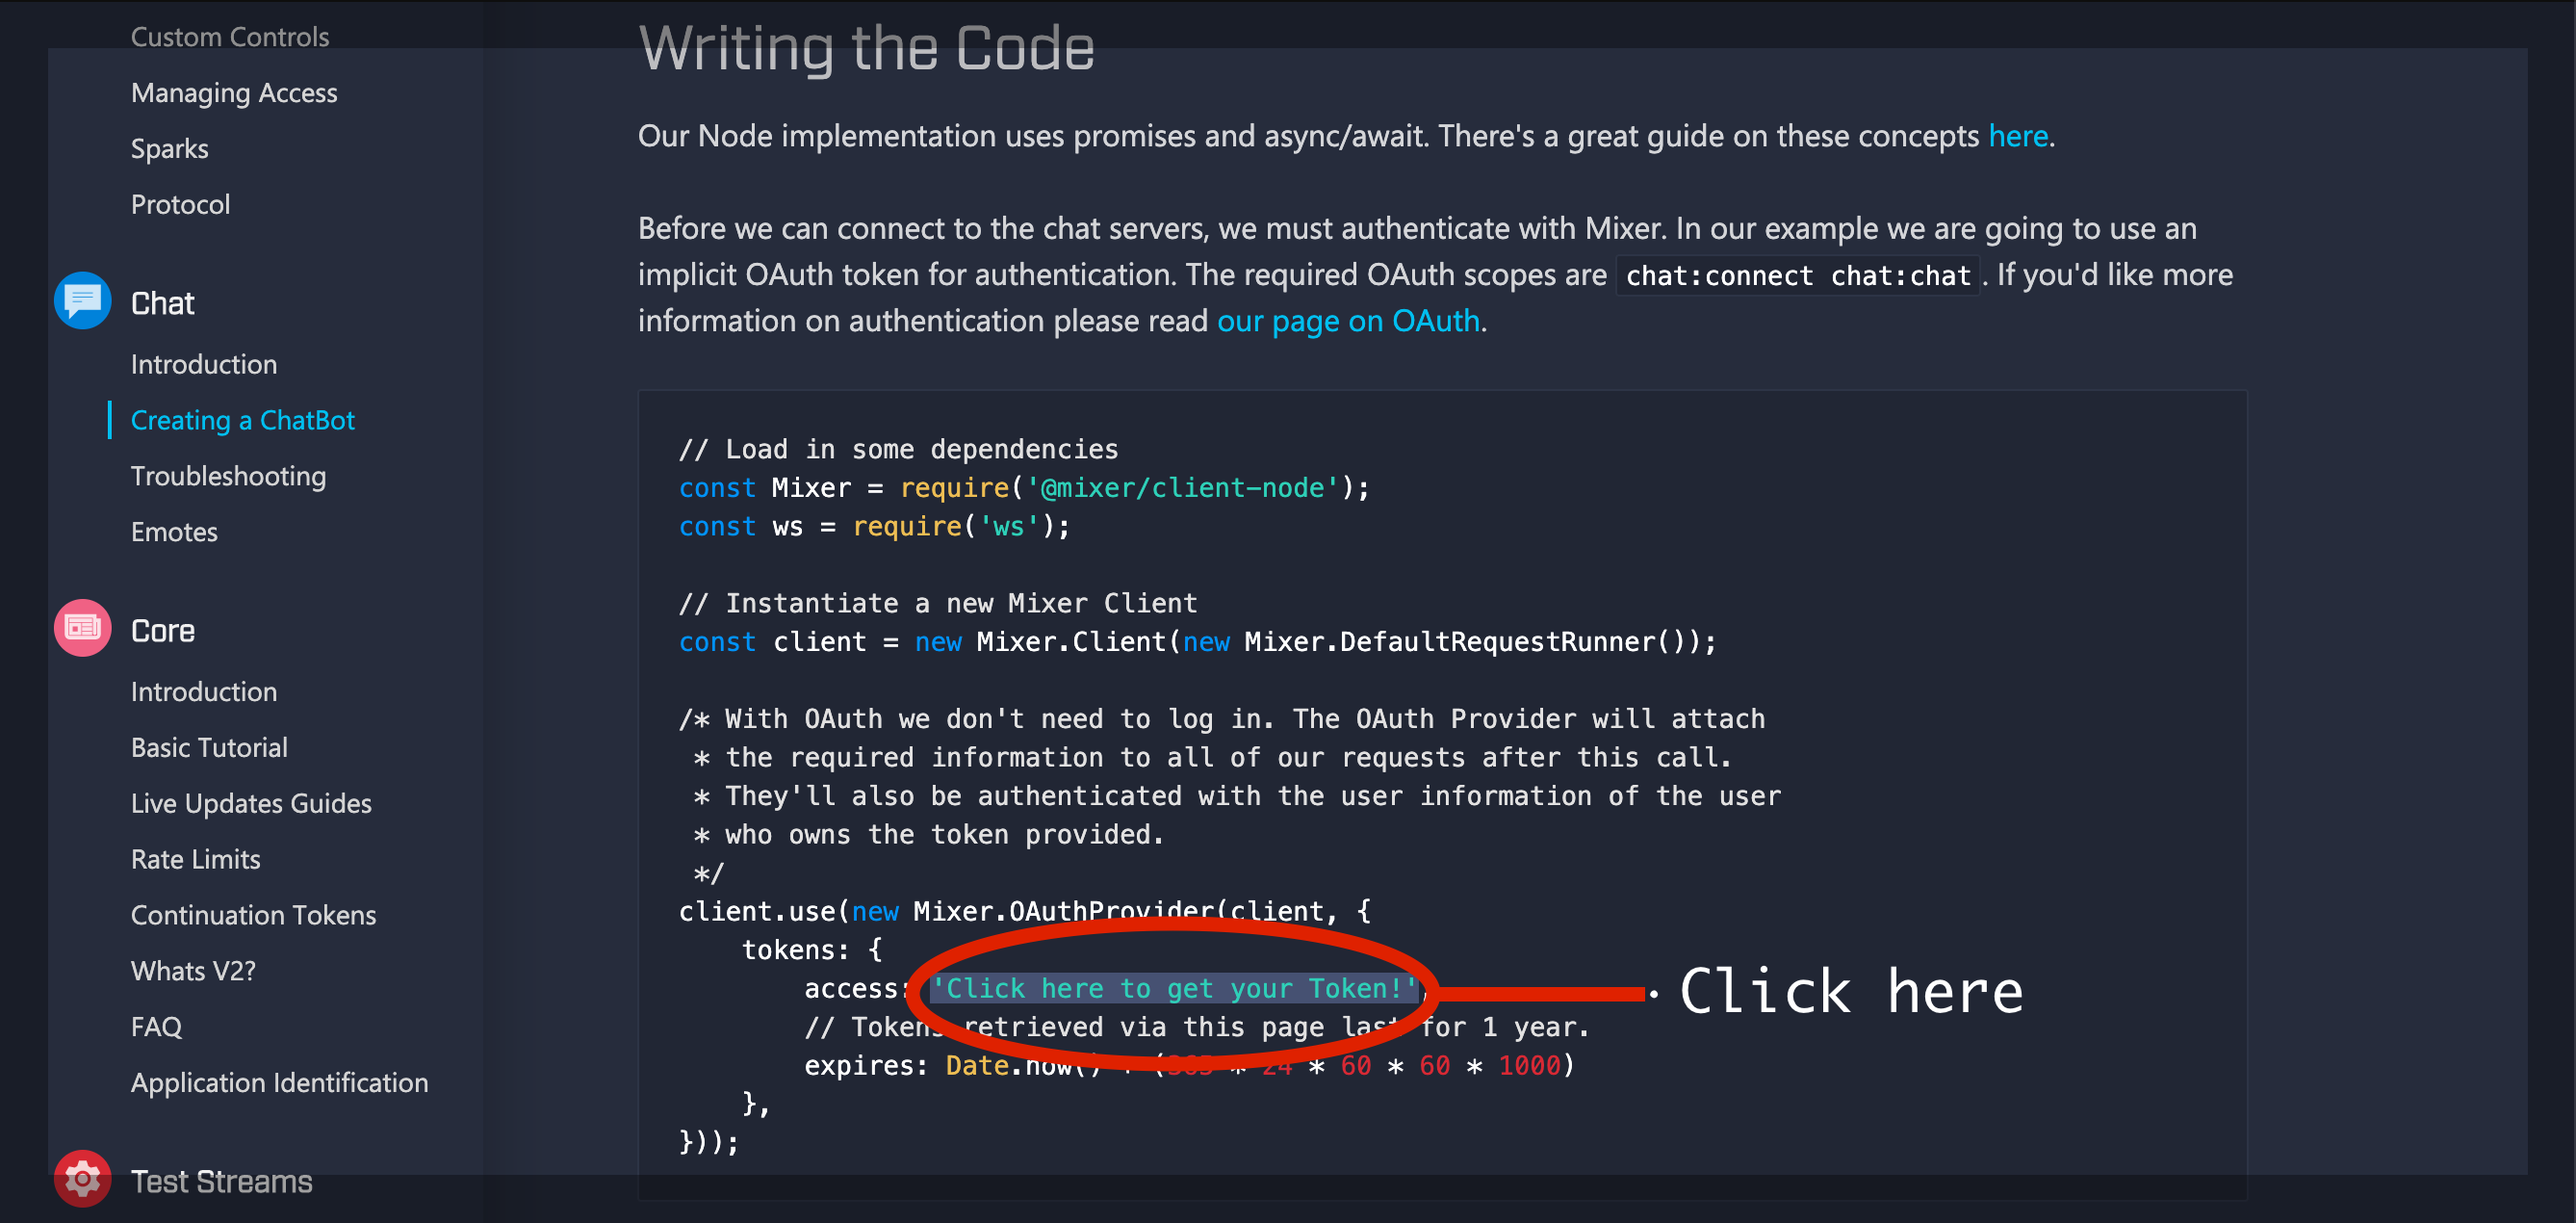 Custom Controls
Managing Access
Sparks
Protocol
Chat
Introduction
Creating a ChatBot
Troubleshooting
Emotes
Core
Introduction
Basic Tutorial
Live Updates Guides
Rate Limits
Continuation Tokens
Whats V2?
FAQ
Application Identification
Test Streams
Writing the Code
Our Node implementation uses promises and async/await. There's a great guide on these concepts here.
Before we can connect to the chat servers, we must authenticate with Mixer. In our example we are going to use an
implicit OAuth token for authentication. The required OAuth scopes are chat:connect chat:chat. If you'd like more
information on authentication please read our page on OAuth.
// Load in some dependencies
const Mixer = require('@mixer/client-node');
const ws = require('ws');
// Instantiate a new Mixer Client
const client = new Mixer.Client(new Mixer.DefaultRequestRunner());
/* With OAuth we don't need to log in. The OAuth Provider will attach
 * the required information to all of our requests after this call.
 * They'll also be authenticated with the user information of the user
 * who owns the token provided.
 */
client.use(new Mixer.OAuthProvider(client, {
    tokens: {
        access: 'Click here to get your Token!',
        // Tokens retrieved via this page last for 1 year.
        expires: Date.now() + (365 * 24 * 60 * 60 * 1000)
    },
}));
Click here